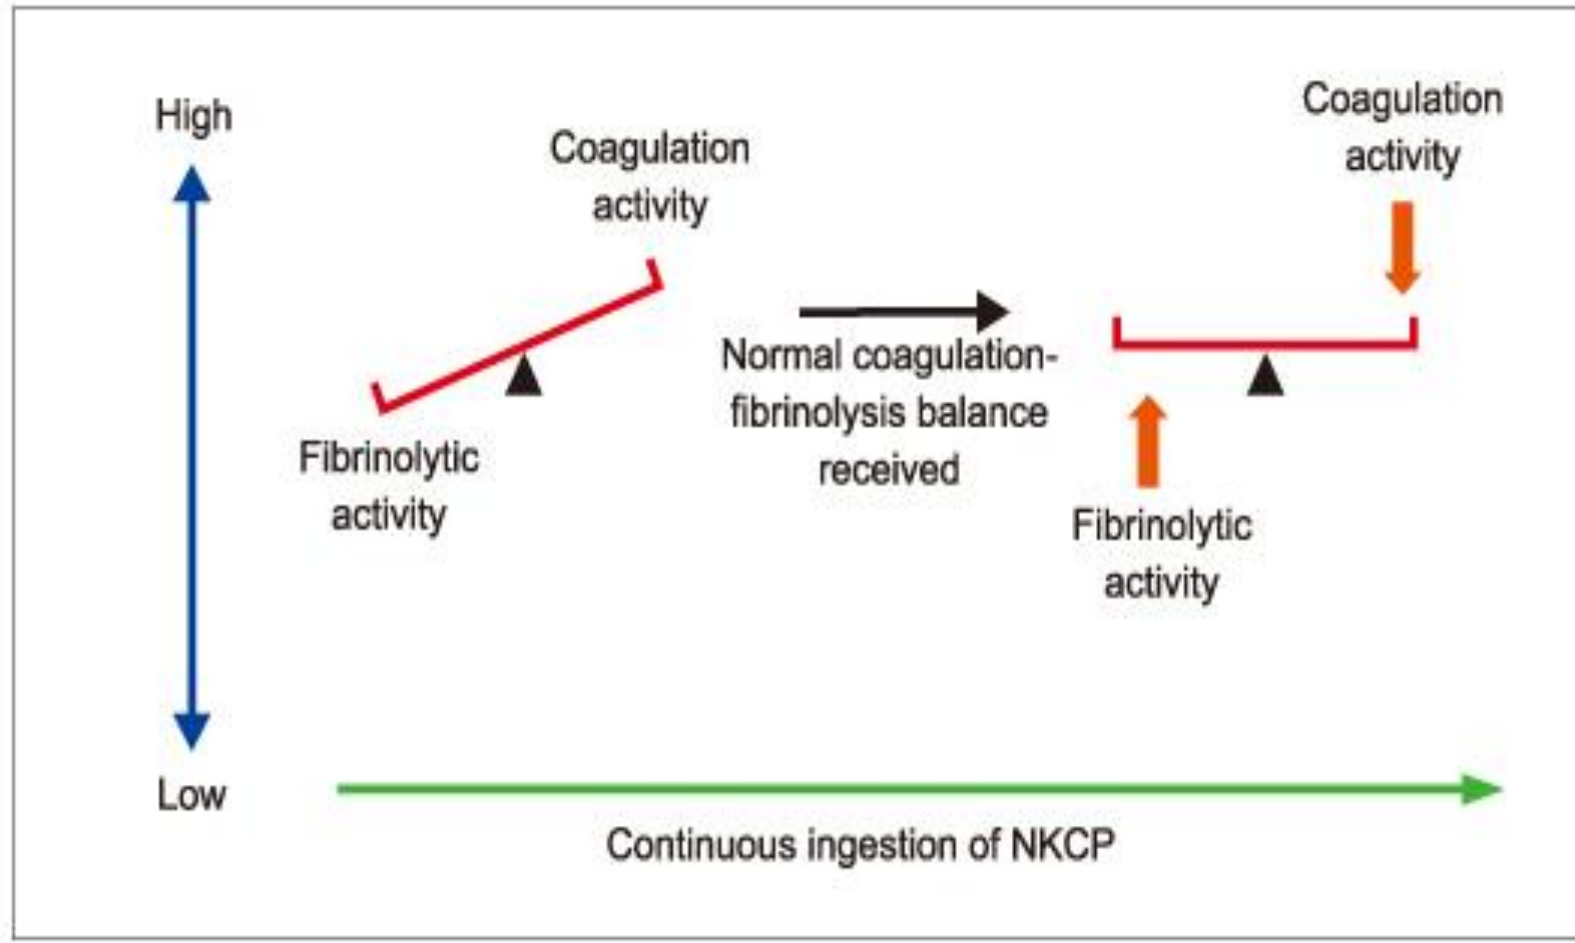 High
Coagulation
activity
Fibrinolytic
activity
Normal coagulation-
fibrinolysis balance
received
Coagulation
activity
Fibrinolytic
activity
Low
Continuous ingestion of NKCP